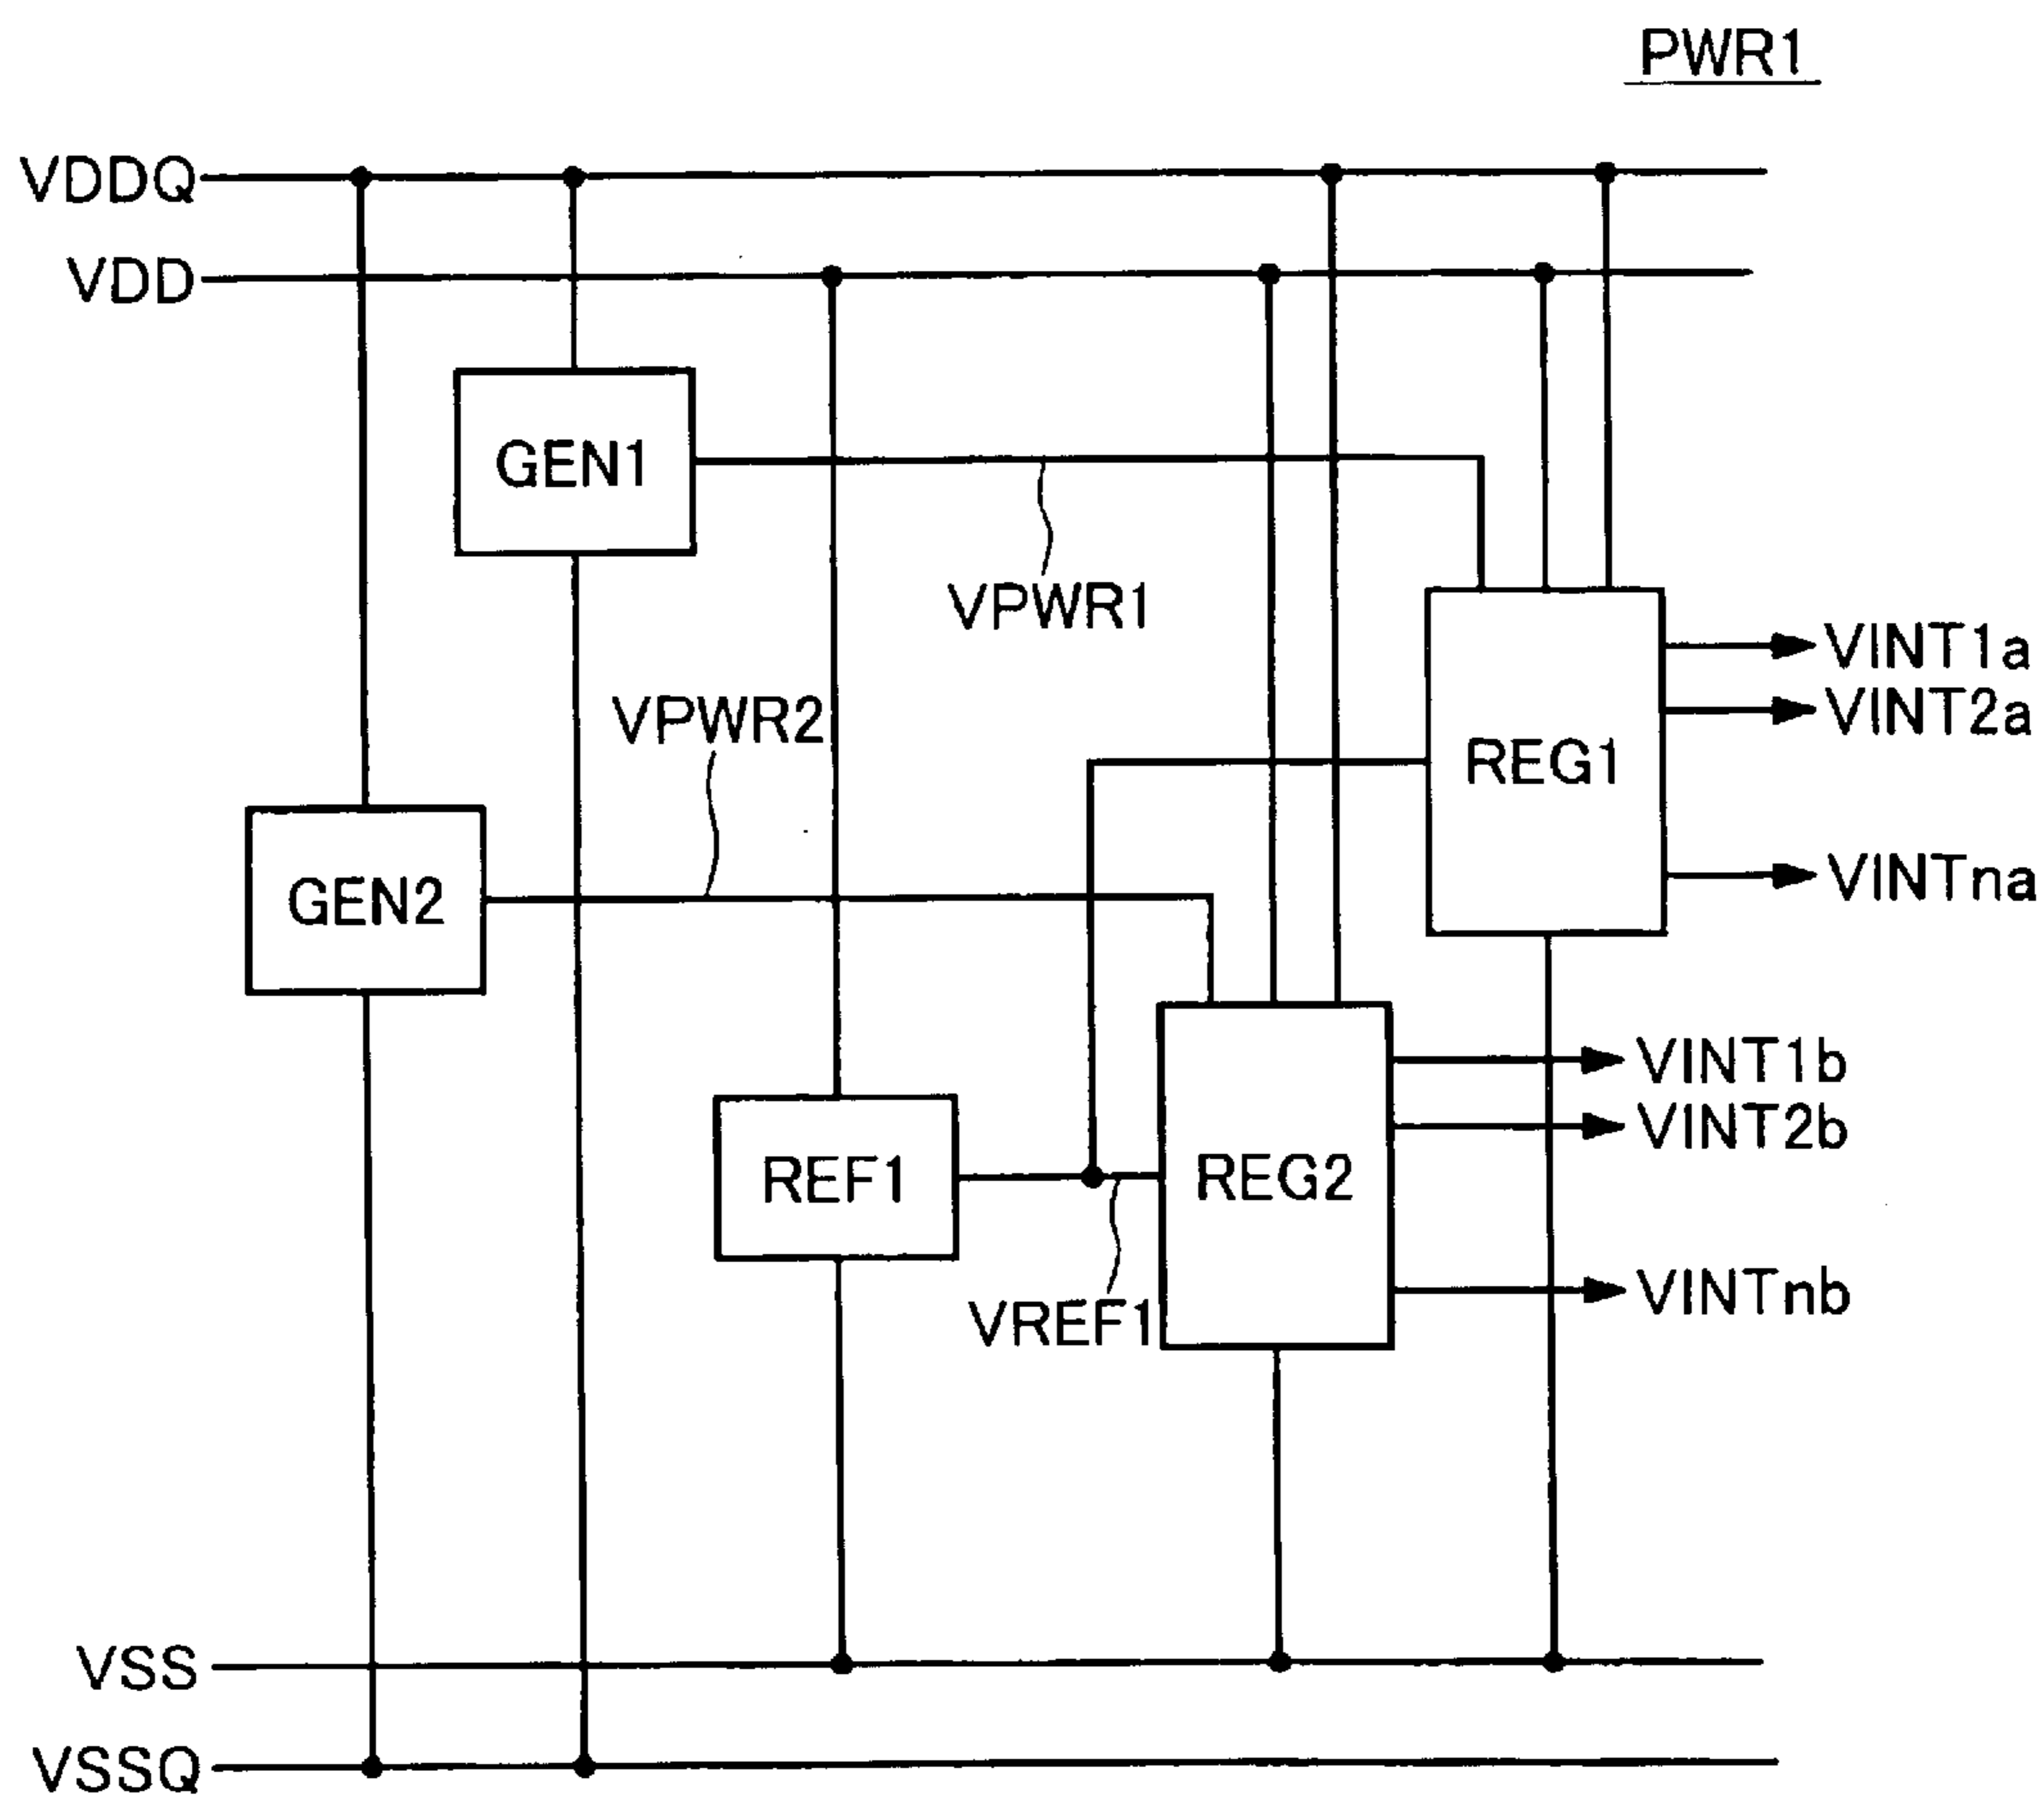 PWR1
VDDQ
VDD
GEN1
VPWR1
VINT1a
VINT2a
VPWR2
REG1
VINTna
GEN2
VINT1b
VINT2b
REF1
REG2
VINTnb
VREF1
VSS
VSSQ